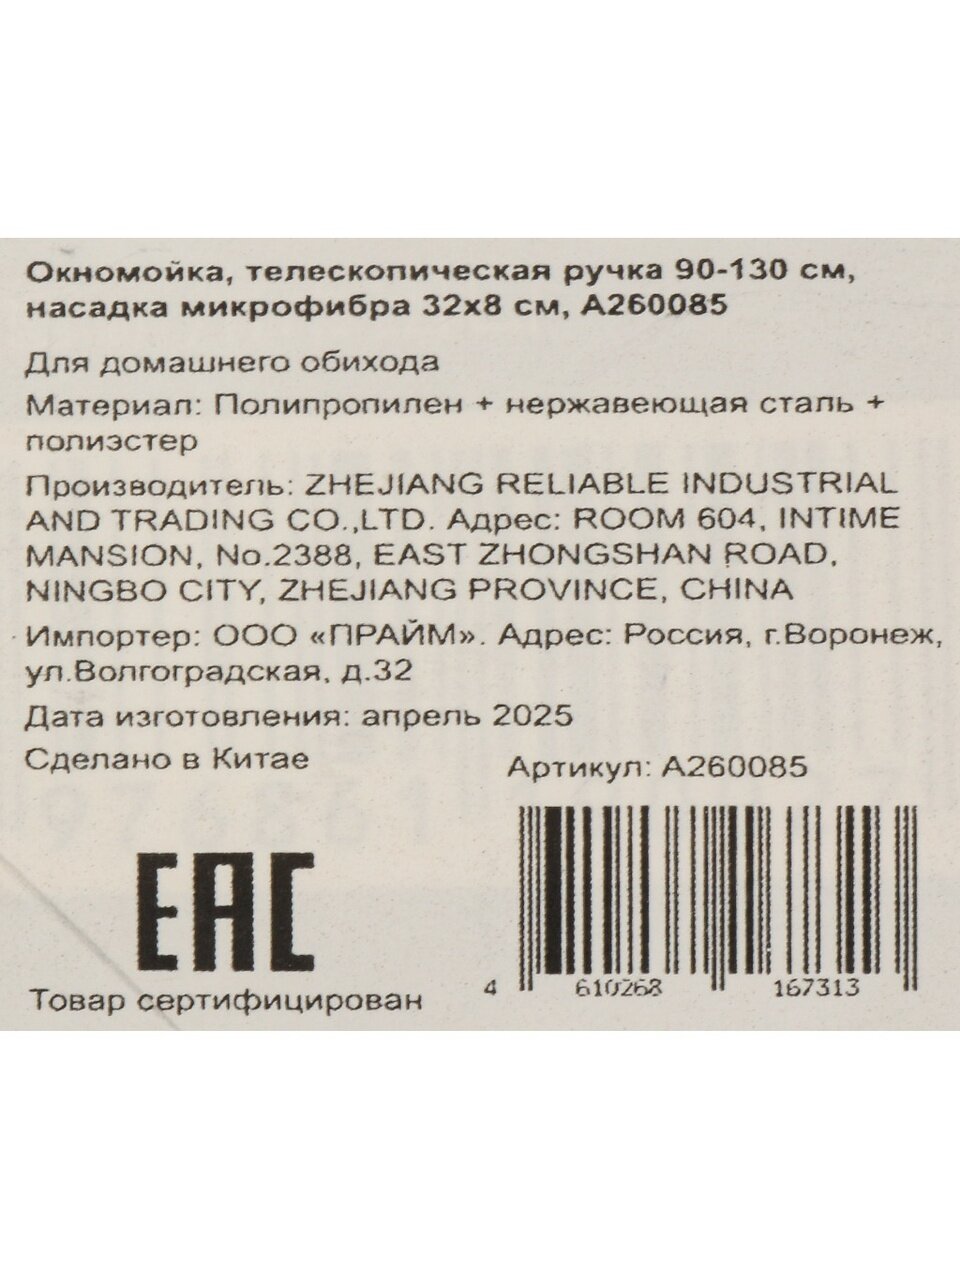 Окномойка, телескопическая ручка 90-130 см,
насадка микрофибра 32х8 см, А260085
Для домашнего обихода
Материал: Полипропилен + нержавеющая сталь +
полиэстер
Производитель: ZHEJIANG RELIABLE INDUSTRIAL
AND TRADING CO.,LTD. Адрес: ROOM 604, INTIME
MANSION, No.2388, EAST ZHONGSHAN ROAD,
NINGBO CITY, ZHEJIANG PROVINCE, CHINA
Импортер: ООО «ПРАЙМ». Адрес: Россия, г.Воронеж,
ул.Волгоградская, д.32
Дата изготовления: апрель 2025
Сделано в Китае
Артикул: А260085
EAC
Товар сертифицирован
4 610268 167313